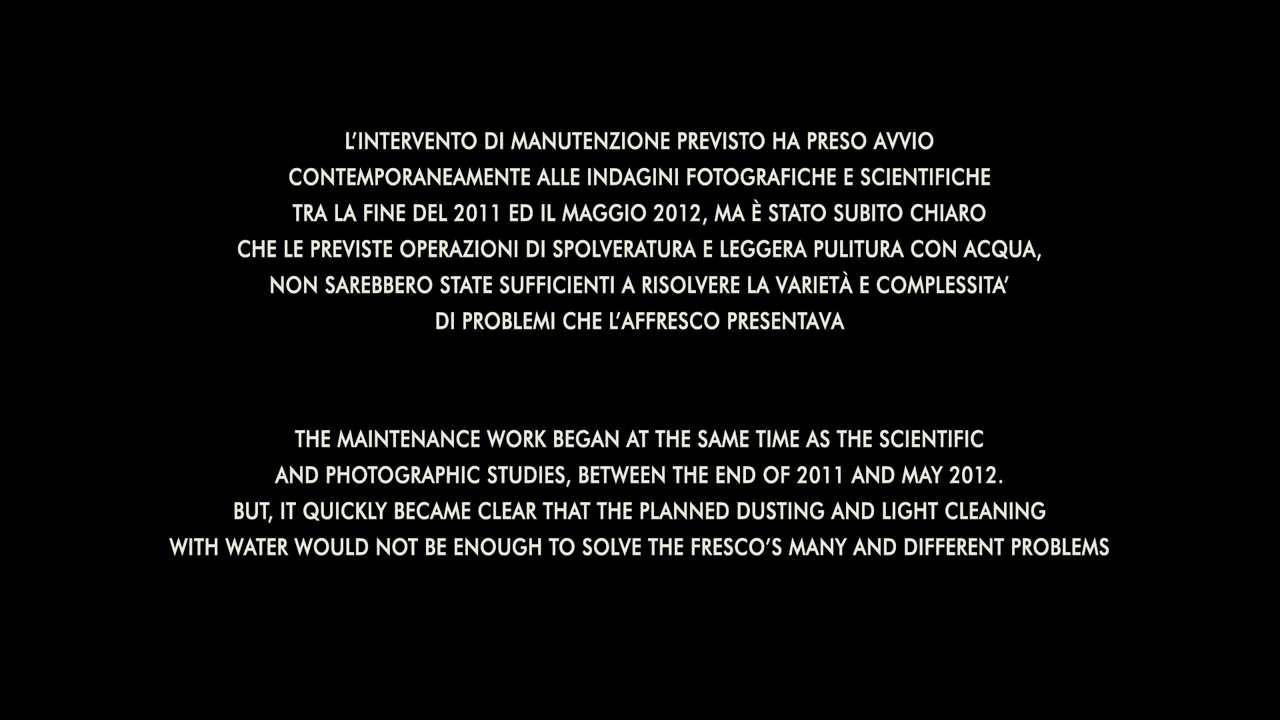 L’INTERVENTO DI MANUTENZIONE PREVISTO HA PRESO AVVIO
CONTEMPORANEAMENTE ALLE INDAGINI FOTOGRAFICHE E SCIENTIFICHE
TRA LA FINE DEL 2011 ED IL MAGGIO 2012, MA È STATO SUBITO CHIARO
CHE LE PREVISTE OPERAZIONI DI SPOLVERATURA E LEGGERA PULITURA CON ACQUA,
NON SAREBBERO STATE SUFFICIENTI A RISOLVERE LA VARIETÀ E COMPLESSITA’
DI PROBLEMI CHE L’AFFRESCO PRESENTAVA
THE MAINTENANCE WORK BEGAN AT THE SAME TIME AS THE SCIENTIFIC
AND PHOTOGRAPHIC STUDIES, BETWEEN THE END OF 2011 AND MAY 2012.
BUT, IT QUICKLY BECAME CLEAR THAT THE PLANNED DUSTING AND LIGHT CLEANING
WITH WATER WOULD NOT BE ENOUGH TO SOLVE THE FRESCO’S MANY AND DIFFERENT PROBLEMS